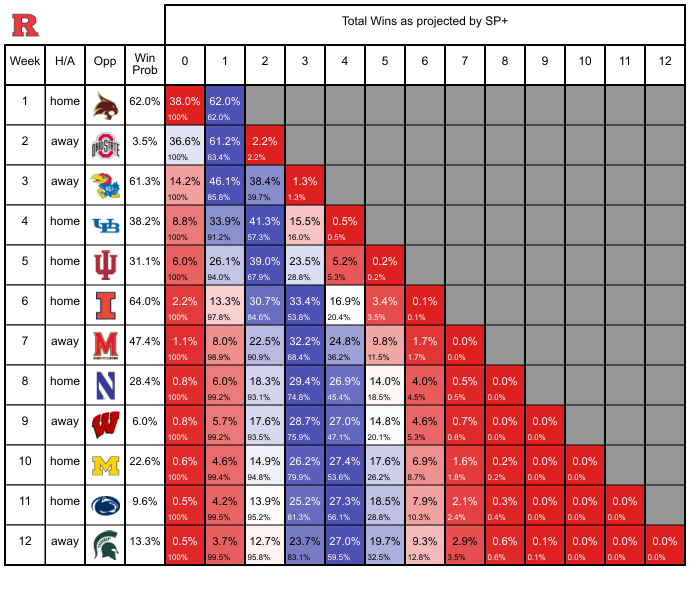 R
Total Wins as projected by SP+
Week H/A Opp Win Prob 0 1 2 3 4 5 6 7 8 9 10 11 12
1 home 62.0% 38.0% 62.0%
100% 62.0%
2 away OHIO STATE 3.5% 36.6% 61.2% 2.2%
100% 63.4% 2.2%
3 away KU 61.3% 14.2% 46.1% 38.4% 1.3%
100% 85.8% 39.7% 1.3%
4 home UB 38.2% 8.8% 33.9% 41.3% 15.5% 0.5%
100% 91.2% 57.3% 16.0% 0.5%
5 home 31.1% 6.0% 26.1% 39.0% 23.5% 5.2% 0.2%
100% 94.0% 67.9% 28.8% 5.3% 0.2%
6 home I 64.0% 2.2% 13.3% 30.7% 33.4% 16.9% 3.4% 0.1%
100% 97.8% 84.6% 53.8% 20.4% 3.5% 0.1%
7 away M 47.4% 1.1% 8.0% 22.5% 32.2% 24.8% 9.8% 1.7% 0.0%
100% 98.9% 90.9% 68.4% 36.2% 11.5% 1.7% 0.0%
8 home N 28.4% 0.8% 6.0% 18.3% 29.4% 26.9% 14.0% 4.0% 0.5% 0.0%
100% 99.2% 93.1% 74.8% 45.4% 18.5% 4.5% 0.5% 0.0%
9 away W 6.0% 0.8% 5.7% 17.6% 28.7% 27.0% 14.8% 4.6% 0.7% 0.0% 0.0%
100% 99.2% 93.5% 75.9% 47.1% 20.1% 5.3% 0.8% 0.0% 0.0%
10 home M 22.6% 0.6% 4.6% 14.9% 26.2% 27.4% 17.6% 6.9% 1.6% 0.2% 0.0% 0.0%
100% 99.4% 94.8% 79.9% 53.6% 26.2% 8.7% 1.8% 0.2% 0.0% 0.0%
11 home 9.6% 0.5% 4.2% 13.9% 25.2% 27.3% 18.5% 7.9% 2.1% 0.3% 0.0% 0.0% 0.0%
100% 99.5% 95.2% 81.3% 56.1% 28.8% 10.3% 2.4% 0.4% 0.0% 0.0% 0.0%
12 away 13.3% 0.5% 3.7% 12.7% 23.7% 27.0% 19.7% 9.3% 2.9% 0.6% 0.1% 0.0% 0.0% 0.0%
100% 99.5% 95.8% 83.1% 59.5% 32.5% 12.8% 3.5% 0.6% 0.1% 0.0% 0.0% 0.0%